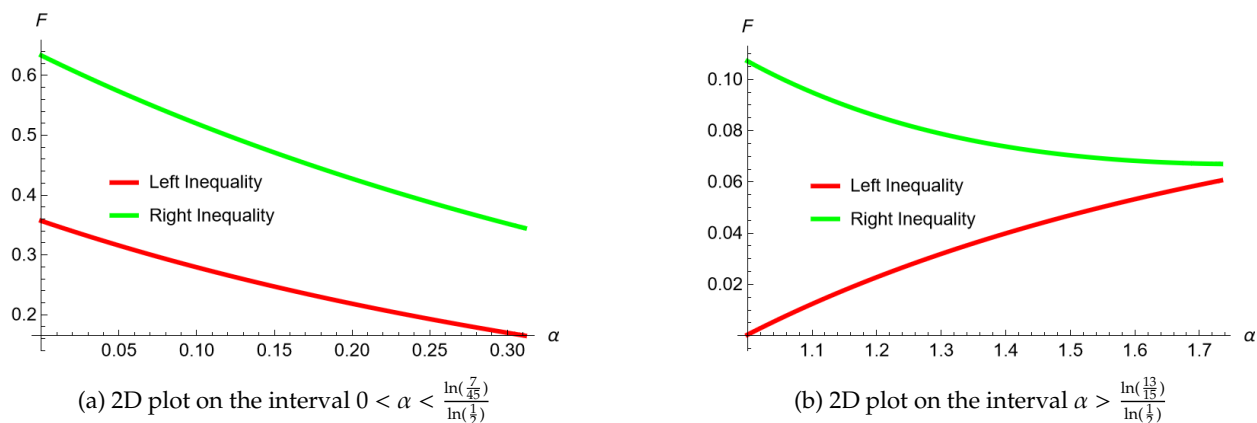 F
0.6
0.5
0.4
0.3
0.2
Left Inequality
Right Inequality
0.05 0.10 0.15 0.20 0.25 0.30 α
(a) 2D plot on the interval 0 < α < ln(7/45)/ln(1/2)
F
0.10
0.08
0.06
0.04
0.02
Left Inequality
Right Inequality
1.1 1.2 1.3 1.4 1.5 1.6 1.7 α
(b) 2D plot on the interval α > ln(13/15)/ln(1/2)